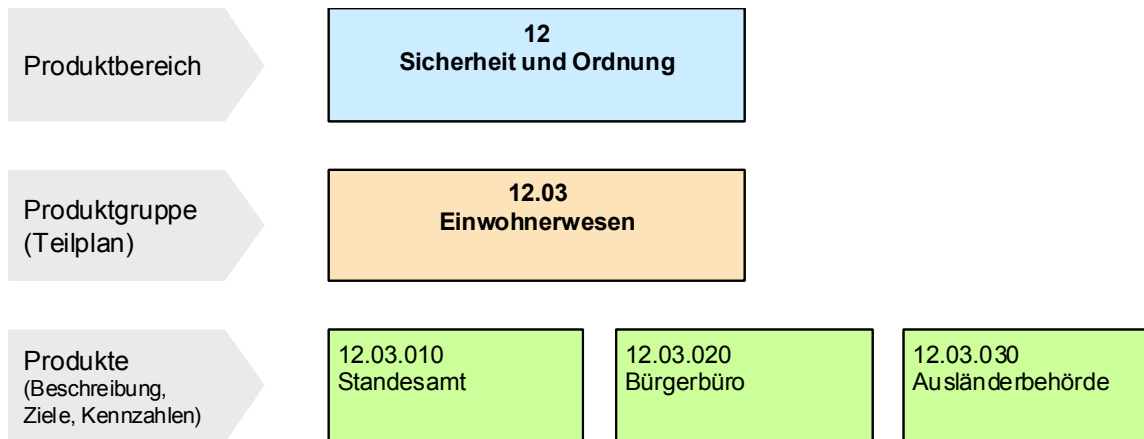 Produktbereich
12
Sicherheit und Ordnung
Produktgruppe
(Teilplan)
12.03
Einwohnerwesen
Produkte
(Beschreibung,
Ziele, Kennzahlen)
12.03.010
Standesamt
12.03.020
Bürgerbüro
12.03.030
Ausländerbehörde